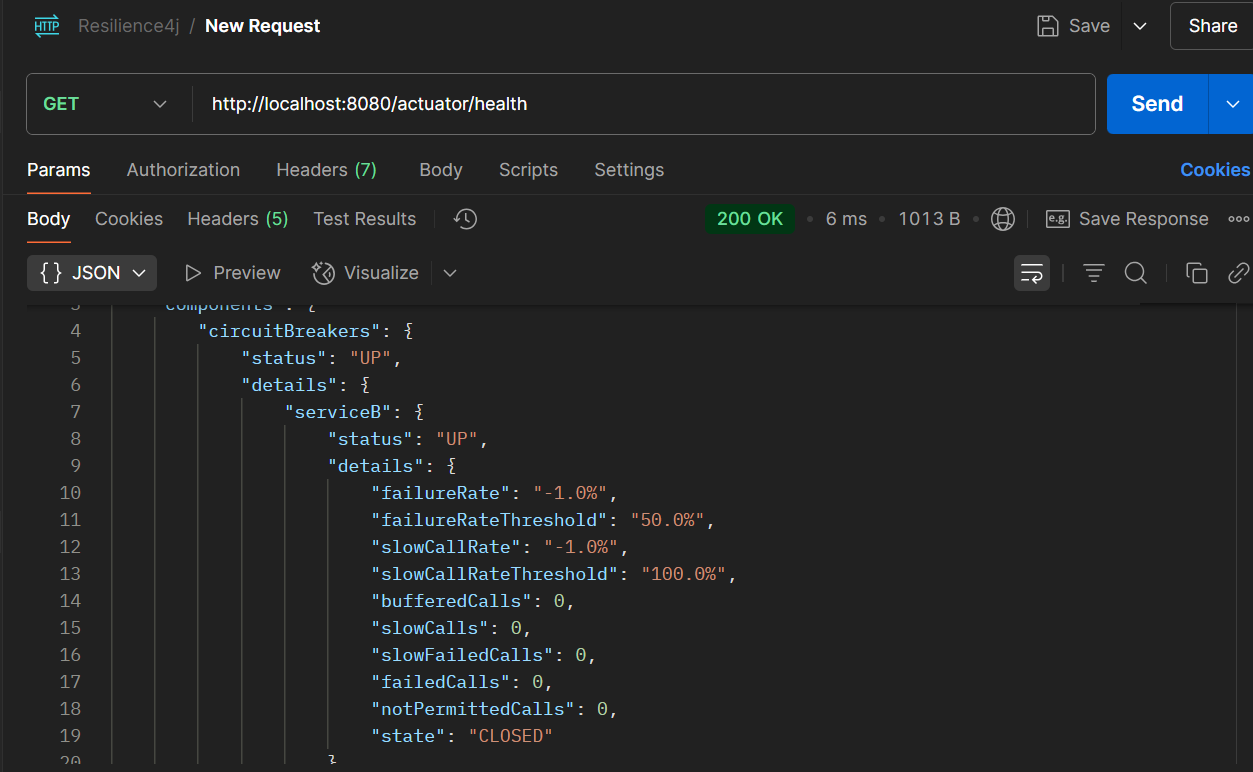 HTTP Resilience4j / New Request Save Share
GET http://localhost:8080/actuator/health Send
Params Authorization Headers (7) Body Scripts Settings Cookies
Body Cookies Headers (5) Test Results 200 OK • 6 ms • 1013 B • e.g. Save Response
{} JSON Preview Visualize
3 "components": {
4 "circuitBreakers": {
5 "status": "UP",
6 "details": {
7 "serviceB": {
8 "status": "UP",
9 "details": {
10 "failureRate": "-1.0%",
11 "failureRateThreshold": "50.0%",
12 "slowCallRate": "-1.0%",
13 "slowCallRateThreshold": "100.0%",
14 "bufferedCalls": 0,
15 "slowCalls": 0,
16 "slowFailedCalls": 0,
17 "failedCalls": 0,
18 "notPermittedCalls": 0,
19 "state": "CLOSED"
20 }